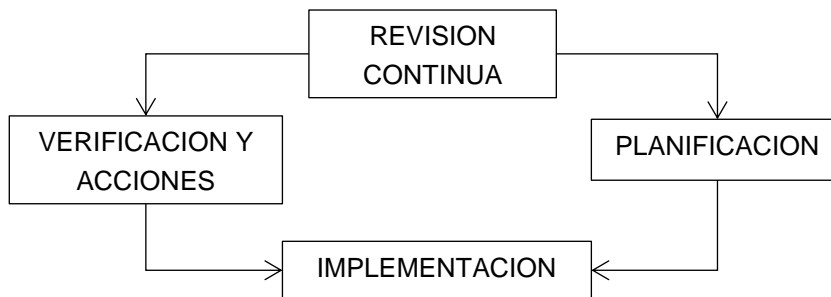 REVISION
CONTINUA
VERIFICACION Y
ACCIONES
PLANIFICACION
IMPLEMENTACION